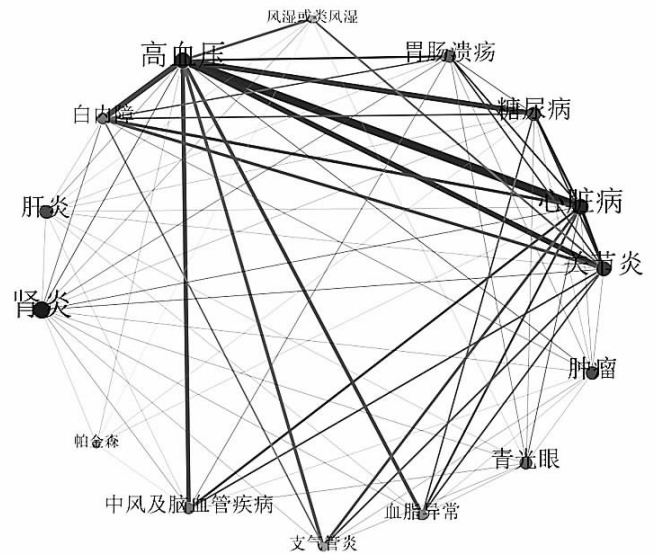 风湿或类风湿
高血压
胃肠溃疡
白内障
糖尿病
心脏病
肝炎
关节炎
肾炎
肿瘤
帕金森
青光眼
中风及脑血管疾病
血脂异常
支气管炎